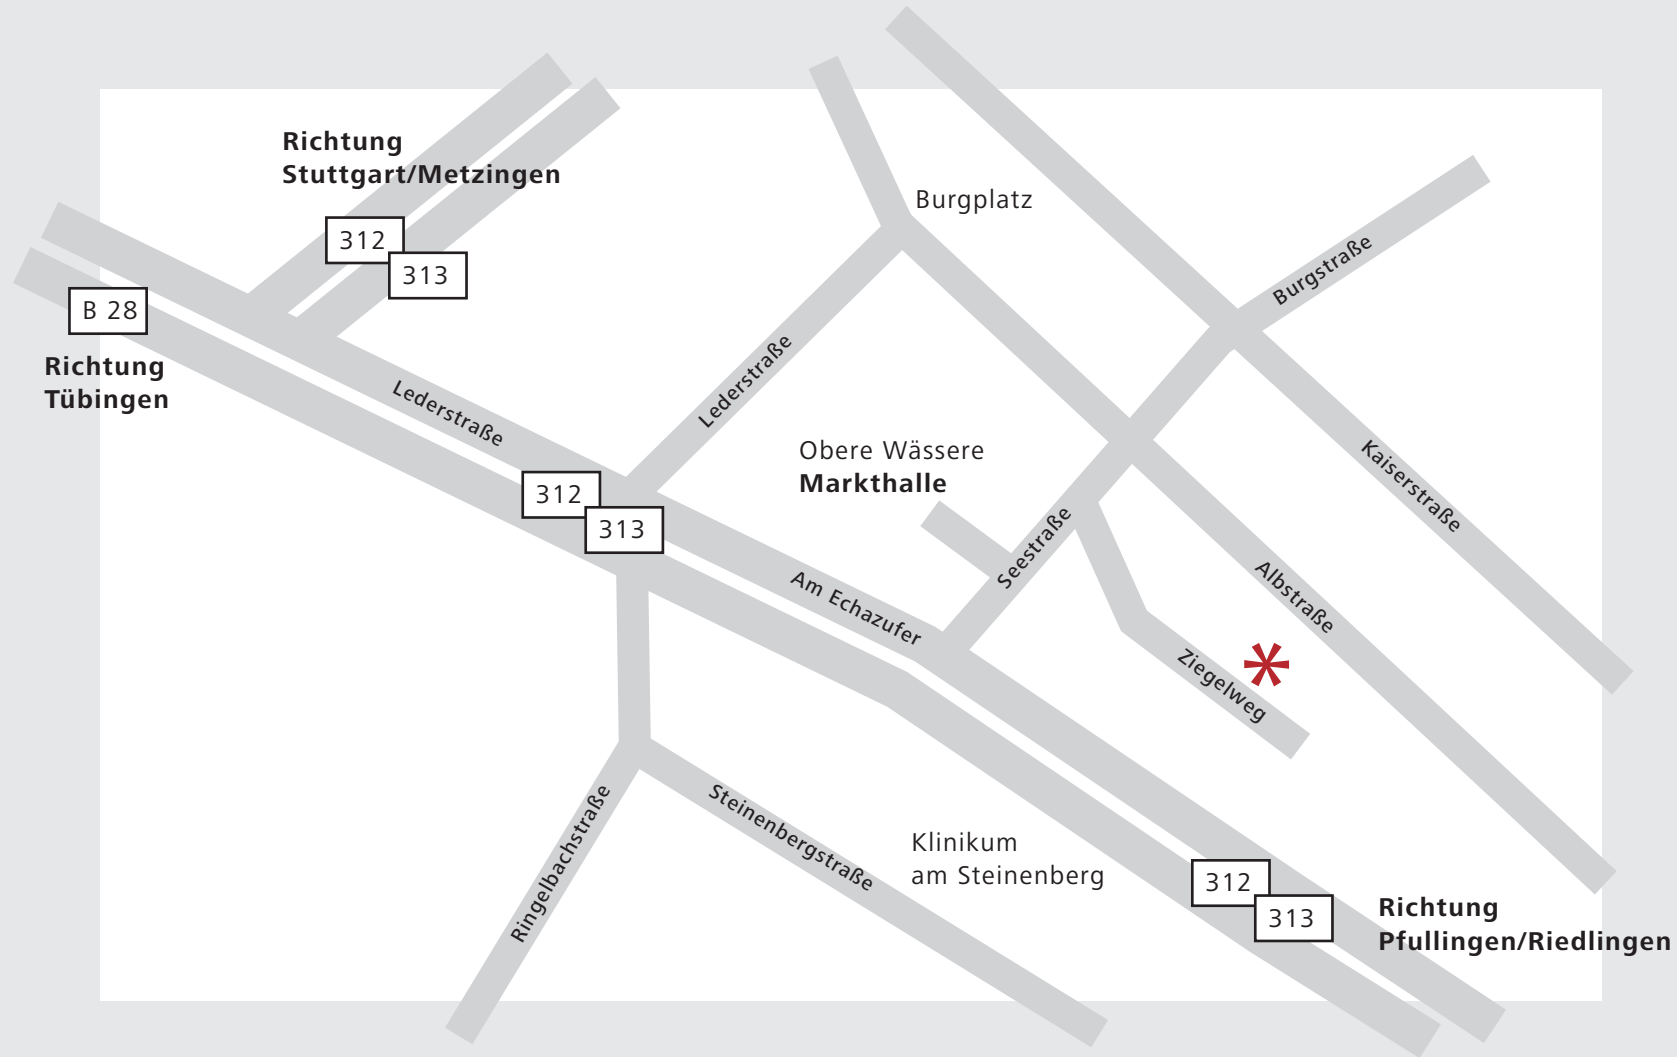 Richtung
Stuttgart/Metzingen
Burgplatz
312
313
Burgstraße
B 28
Richtung
Tübingen
Lederstraße
Lederstraße
Obere Wässere
Markthalle
Kaiserstraße
312
313
Seestraße
Am Echazufer
Albstraße
Ziegelweg
Ringelbachstraße
Steinenbergstraße
Klinikum
am Steinenberg
312
313
Richtung
Pfullingen/Riedlingen